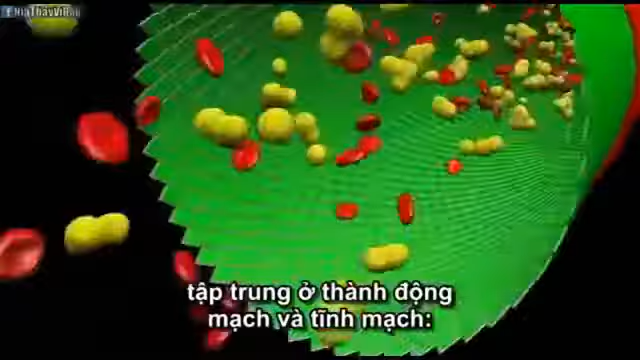 tập trung ở thành động
mạch và tĩnh mạch: